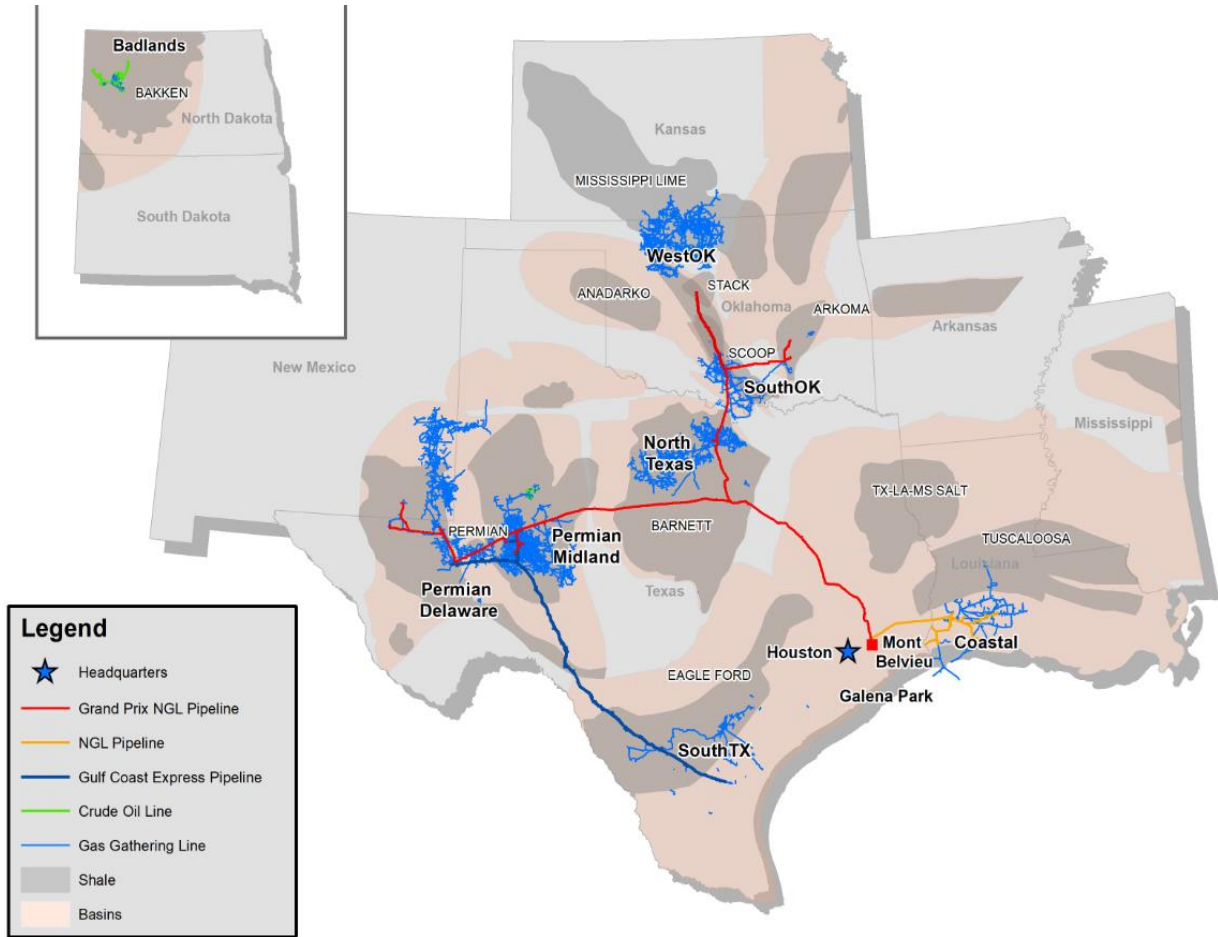 Badlands
BAKKEN
North Dakota
South Dakota
Kansas
MISSISSIPPI LIME
WestOK
STACK
ANADARKO
Oklahoma
ARKOMA
Arkansas
New Mexico
SCOOP
SouthOK
Mississippi
North
Texas
TX-LA-MS SALT
BARNETT
PERMIAN
Permian
Midland
TUSCALOOSA
Louisiana
Permian
Delaware
Texas
Houston
Mont
Belvieu
Coastal
EAGLE FORD
Galena Park
SouthTX
Legend
Headquarters
Grand Prix NGL Pipeline
NGL Pipeline
Gulf Coast Express Pipeline
Crude Oil Line
Gas Gathering Line
Shale
Basins